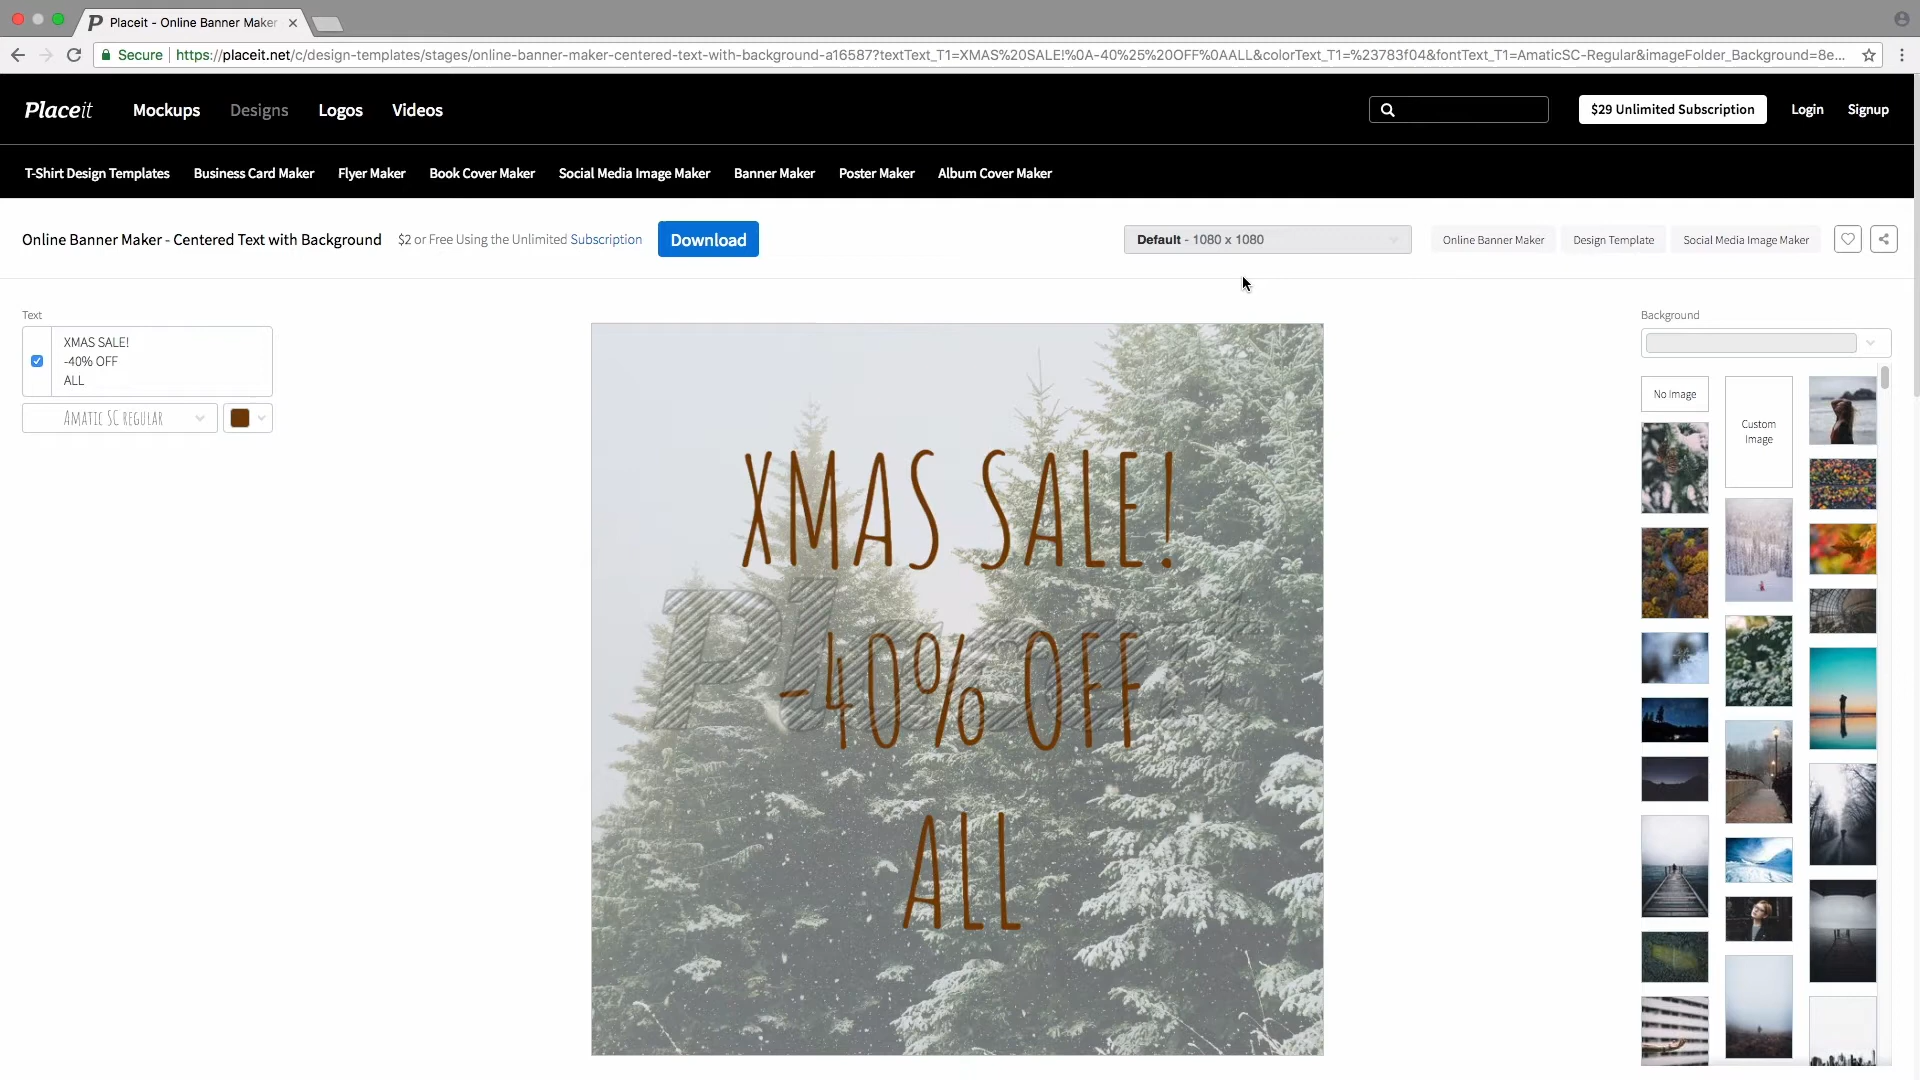 Placeit - Online Banner Maker
Secure
https://placeit.net/c/design-templates/stages/online-banner-maker-centered-text-with-background-a16587?textText_T1=XMAS%20SALE!%0A-40%25%20OFF%0AALL&colorText_T1=%23783f04&fontText_T1=AmaticSC-Regular&imageFolder_Background=8e...
Placeit
Mockups
Designs
Logos
Videos
$29 Unlimited Subscription
Login
Signup
T-Shirt Design Templates
Business Card Maker
Flyer Maker
Book Cover Maker
Social Media Image Maker
Banner Maker
Poster Maker
Album Cover Maker
Online Banner Maker - Centered Text with Background
$2 or Free Using the Unlimited Subscription
Download
Default - 1080 x 1080
Online Banner Maker
Design Template
Social Media Image Maker
Text
XMAS SALE!
-40% OFF
ALL
AMATIC SC REGULAR
XMAS SALE!
-40% OFF
ALL
Placeit
Background
No Image
Custom
Image